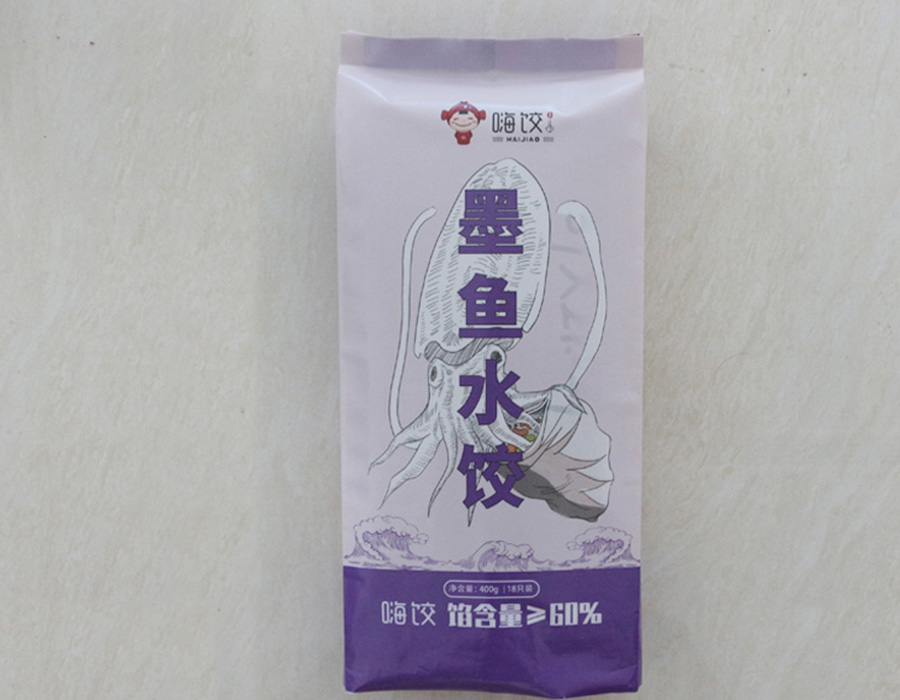 嗨饺
HAIJIAO
墨鱼水饺
净含量:400g | 18只装
嗨饺 馅含量≥60%